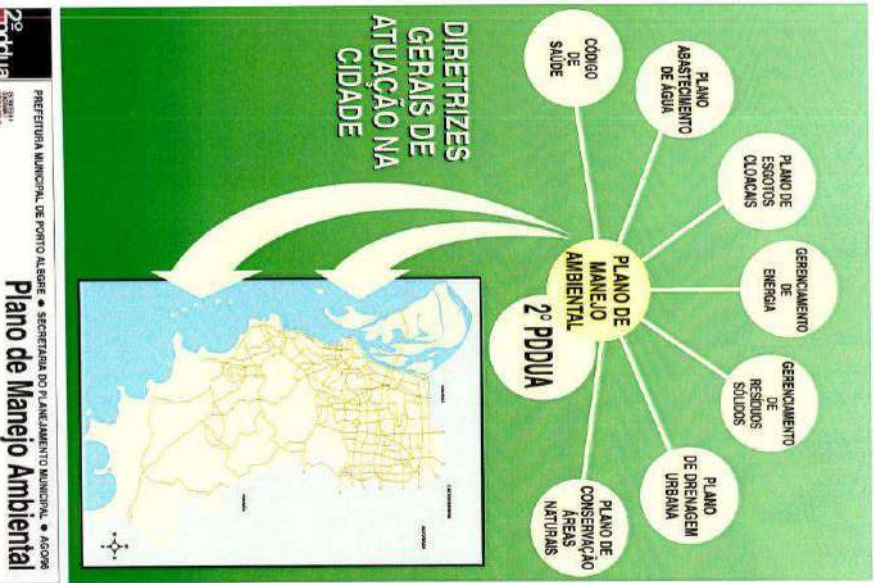 CÓDIGO
DE
SAÚDE
PLANO
ABASTECIMENTO
DE ÁGUA
PLANO DE
ESGOTOS
CLOACAIS
GERENCIAMENTO
DE
ENERGIA
GERENCIAMENTO
DE
RESÍDUOS
SÓLIDOS
PLANO
DE DRENAGEM
URBANA
PLANO DE
CONSERVAÇÃO
ÁREAS
NATURAIS
PLANO DE
MANEJO
AMBIENTAL
2º PDDUA
DIRETRIZES
GERAIS DE
ATUAÇÃO NA
CIDADE
2º
pddua
PREFEITURA MUNICIPAL DE PORTO ALEGRE ● SECRETARIA DO PLANEJAMENTO MUNICIPAL ● AGO/96
Plano de Manejo Ambiental